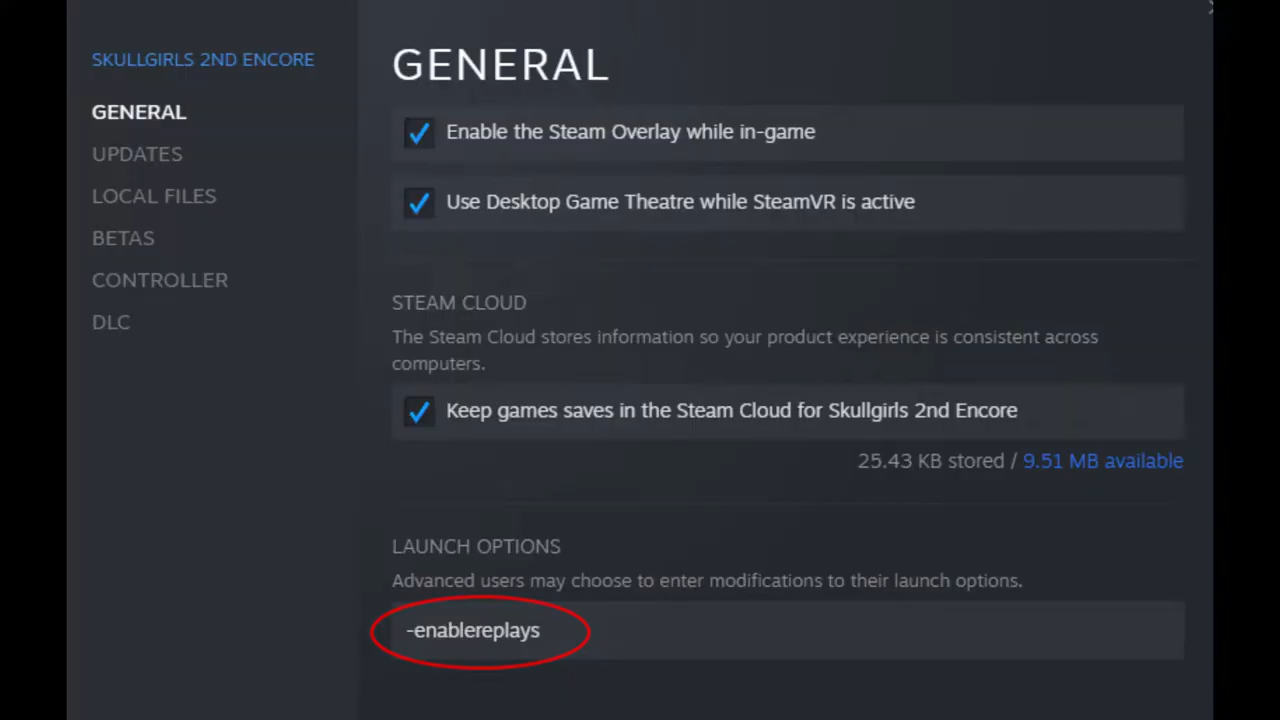 SKULLGIRLS 2ND ENCORE
GENERAL
UPDATES
LOCAL FILES
BETAS
CONTROLLER
DLC
GENERAL
Enable the Steam Overlay while in-game
Use Desktop Game Theatre while SteamVR is active
STEAM CLOUD
The Steam Cloud stores information so your product experience is consistent across
computers.
Keep games saves in the Steam Cloud for Skullgirls 2nd Encore
25.43 KB stored / 9.51 MB available
LAUNCH OPTIONS
Advanced users may choose to enter modifications to their launch options.
-enablereplays